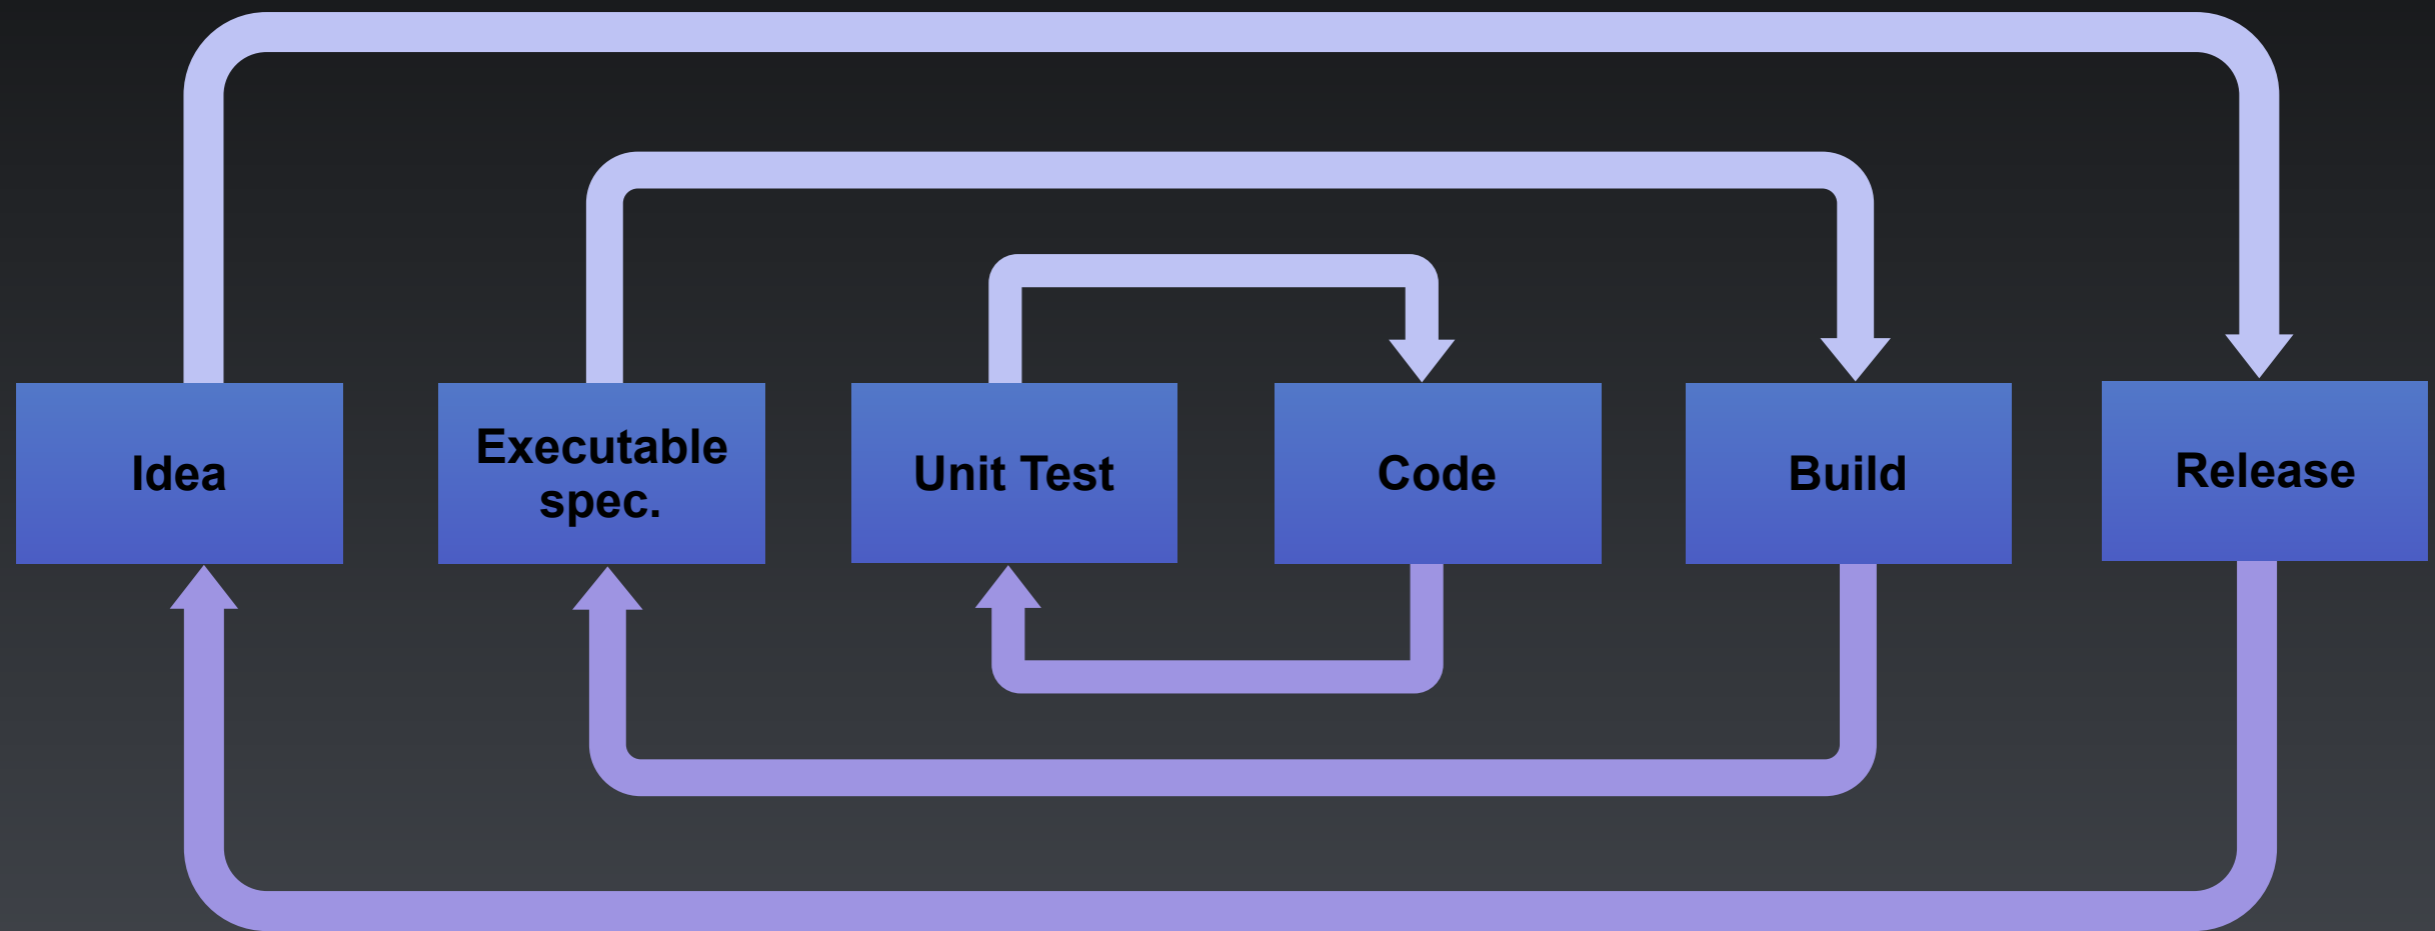 Idea
Executable
spec.
Unit Test
Code
Build
Release